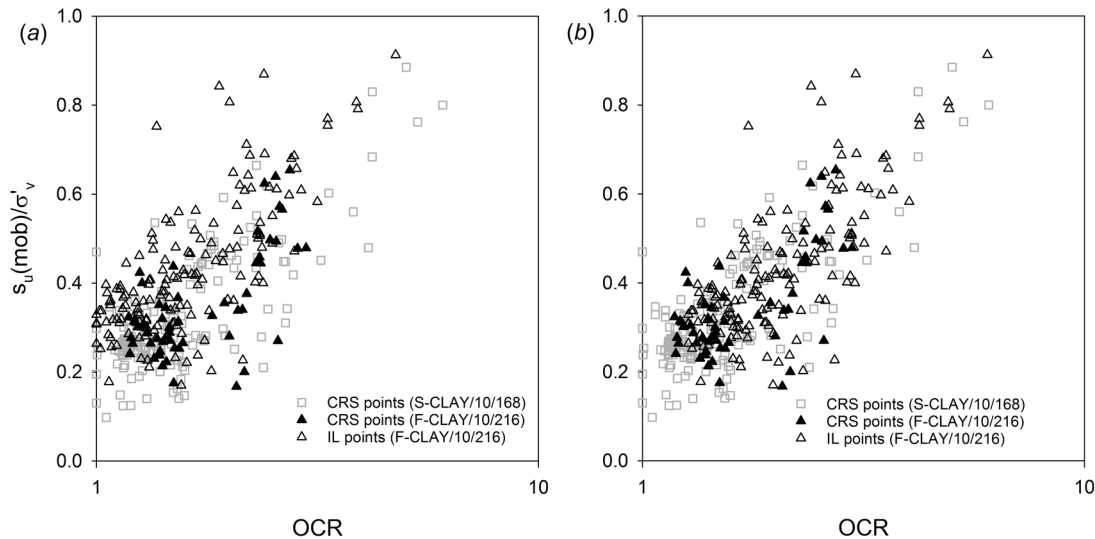 (a)
1.0
0.8
0.6
0.4
0.2
0.0
su(mob)/σ'v
CRS points (S-CLAY/10/168)
CRS points (F-CLAY/10/216)
IL points (F-CLAY/10/216)
1
10
OCR
(b)
1.0
0.8
0.6
0.4
0.2
0.0
CRS points (S-CLAY/10/168)
CRS points (F-CLAY/10/216)
IL points (F-CLAY/10/216)
1
10
OCR